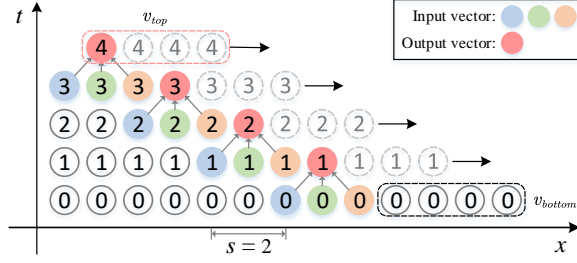 t
v_top
Input vector:
Output vector:
4 4 4 4
3 3 3 3 3 3 3
2 2 2 2 2 2 2 2 2
1 1 1 1 1 1 1 1 1 1 1
0 0 0 0 0 0 0 0 0 0 0 0 0
v_bottom
s = 2
x